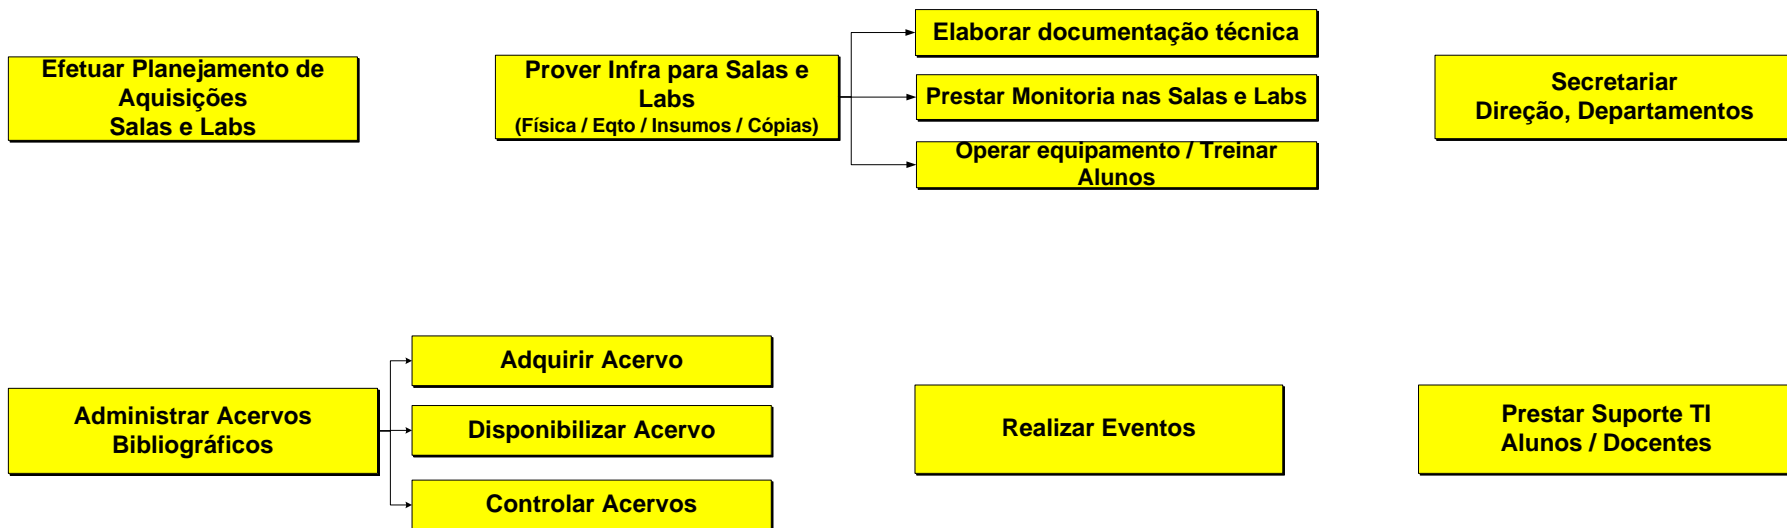 Efetuar Planejamento de
Aquisições
Salas e Labs
Prover Infra para Salas e
Labs
(Física / Eqto / Insumos / Cópias)
Elaborar documentação técnica
Prestar Monitoria nas Salas e Labs
Operar equipamento / Treinar
Alunos
Secretariar
Direção, Departamentos
Administrar Acervos
Bibliográficos
Adquirir Acervo
Disponibilizar Acervo
Controlar Acervos
Realizar Eventos
Prestar Suporte TI
Alunos / Docentes